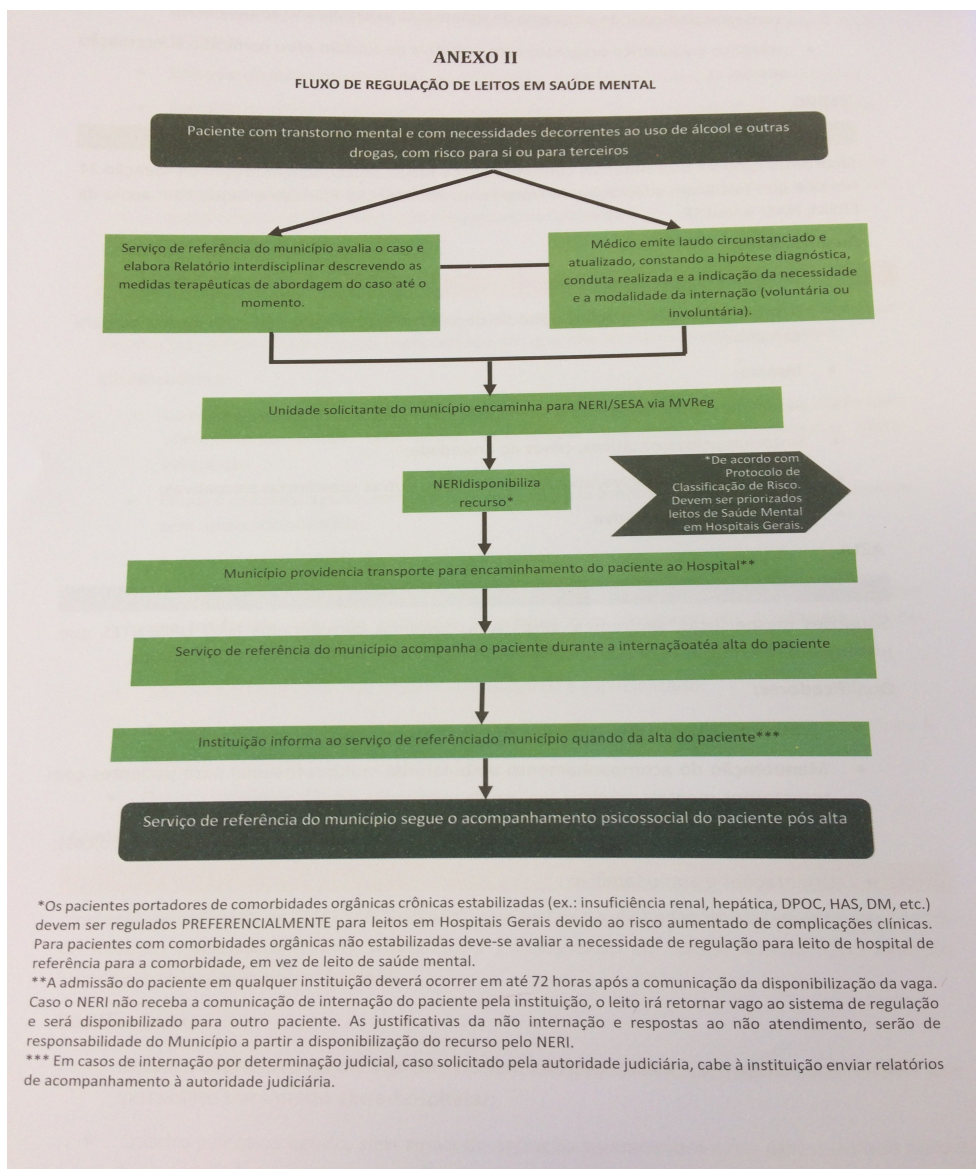 ANEXO II
FLUXO DE REGULAÇÃO DE LEITOS EM SAÚDE MENTAL
Paciente com transtorno mental e com necessidades decorrentes ao uso de álcool e outras
drogas, com risco para si ou para terceiros
Serviço de referência do município avalia o caso e
elabora Relatório interdisciplinar descrevendo as
medidas terapêuticas de abordagem do caso até o
momento.
Médico emite laudo circunstanciado e
atualizado, constando a hipótese diagnóstica,
conduta realizada e a indicação da necessidade
e a modalidade da internação (voluntária ou
involuntária).
Unidade solicitante do município encaminha para NERI/SESA via MVReg
NERIdisponibiliza
recurso*
*De acordo com
Protocolo de
Classificação de Risco.
Devem ser priorizados
leitos de Saúde Mental
em Hospitais Gerais.
Município providencia transporte para encaminhamento do paciente ao Hospital**
Serviço de referência do município acompanha o paciente durante a internaçãoatéa alta do paciente
Instituição informa ao serviço de referênciado município quando da alta do paciente***
Serviço de referência do município segue o acompanhamento psicossocial do paciente pós alta
*Os pacientes portadores de comorbidades orgânicas crônicas estabilizadas (ex.: insuficiência renal, hepática, DPOC, HAS, DM, etc.)
devem ser regulados PREFERENCIALMENTE para leitos em Hospitais Gerais devido ao risco aumentado de complicações clínicas.
Para pacientes com comorbidades orgânicas não estabilizadas deve-se avaliar a necessidade de regulação para leito de hospital de
referência para a comorbidade, em vez de leito de saúde mental.
**A admissão do paciente em qualquer instituição deverá ocorrer em até 72 horas após a comunicação da disponibilização da vaga.
Caso o NERI não receba a comunicação de internação do paciente pela instituição, o leito irá retornar vago ao sistema de regulação
e será disponibilizado para outro paciente. As justificativas da não internação e respostas ao não atendimento, serão de
responsabilidade do Município a partir a disponibilização do recurso pelo NERI.
*** Em casos de internação por determinação judicial, caso solicitado pela autoridade judiciária, cabe à instituição enviar relatórios
de acompanhamento à autoridade judiciária.